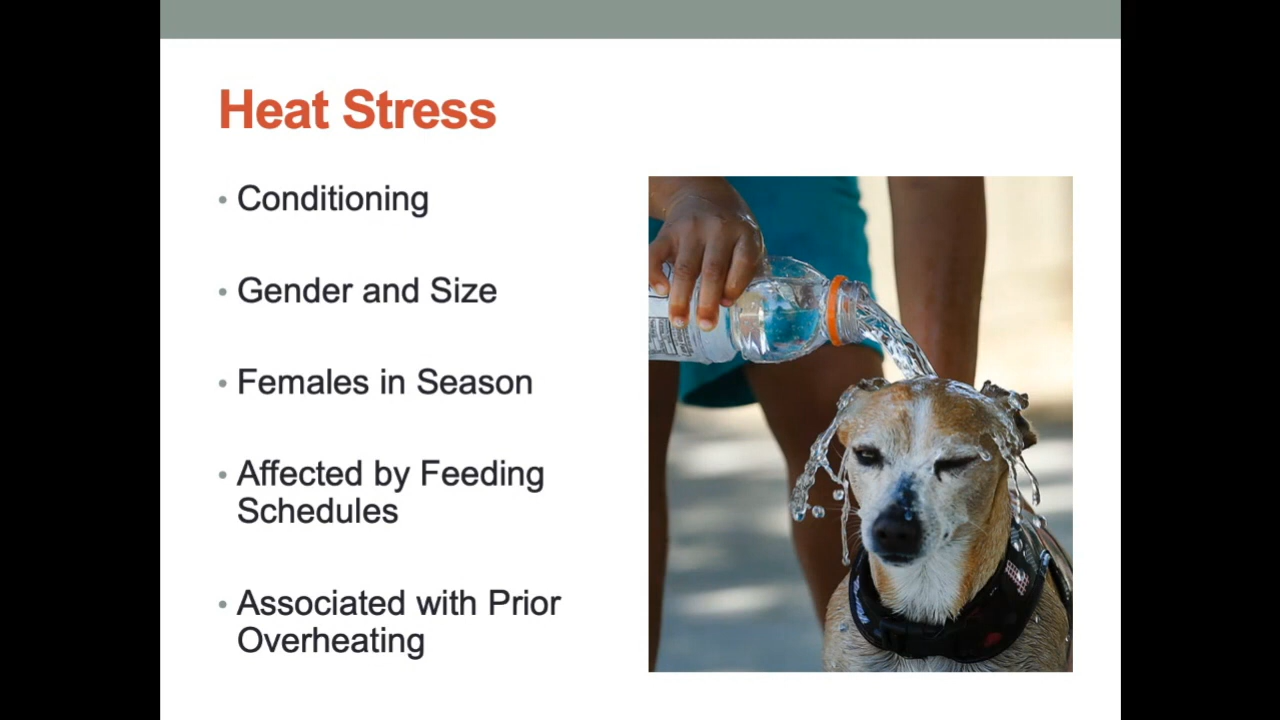 Heat Stress
• Conditioning
• Gender and Size
• Females in Season
• Affected by Feeding
Schedules
• Associated with Prior
Overheating